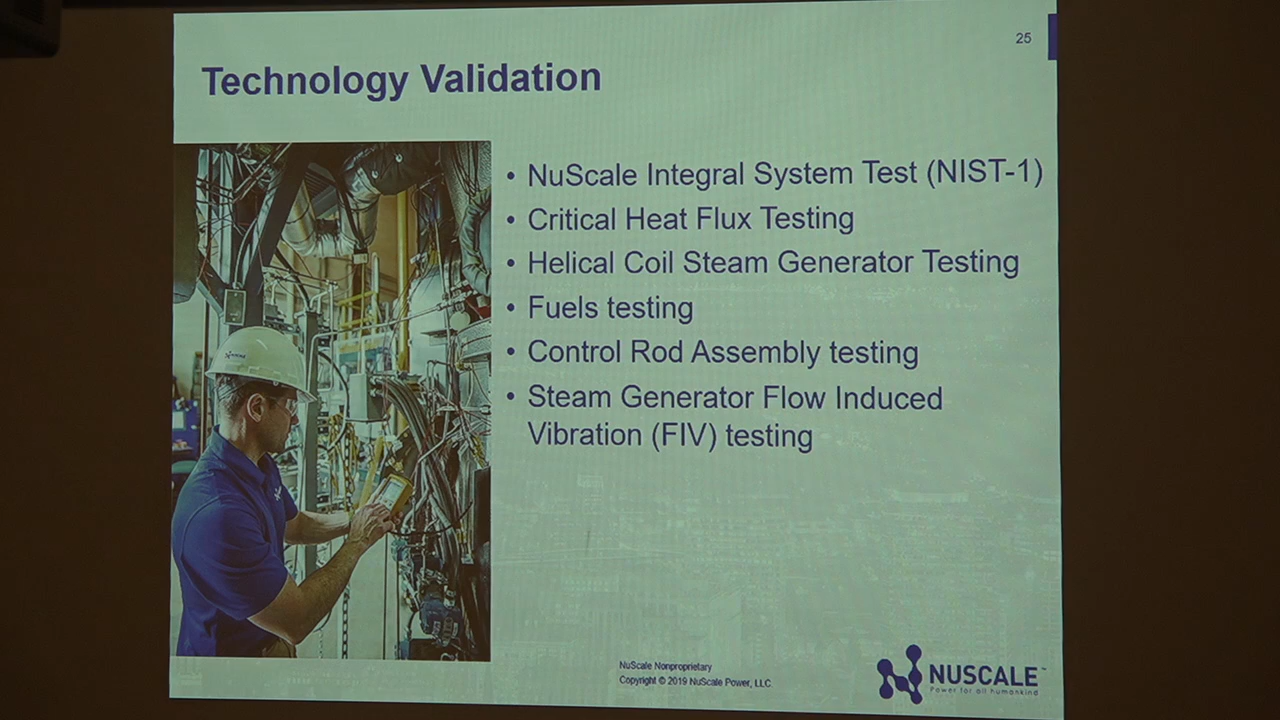 25
Technology Validation
• NuScale Integral System Test (NIST-1)
• Critical Heat Flux Testing
• Helical Coil Steam Generator Testing
• Fuels testing
• Control Rod Assembly testing
• Steam Generator Flow Induced
Vibration (FIV) testing
NuScale Nonproprietary
Copyright © 2019 NuScale Power, LLC
NUSCALE™
Power for all humankind